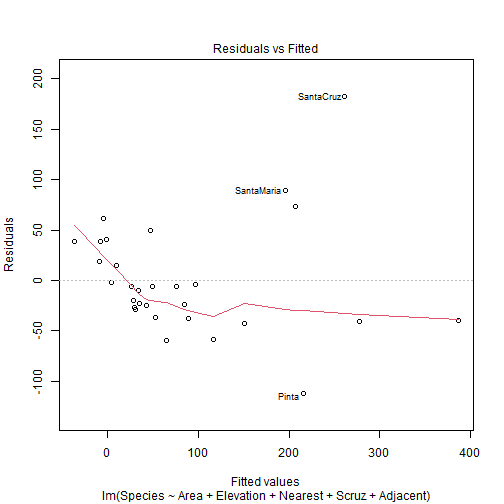 Residuals vs Fitted
Residuals
200
150
100
50
0
-50
-100
SantaCruz
SantaMaria
Pinta
0 100 200 300 400
Fitted values
lm(Species ~ Area + Elevation + Nearest + Scruz + Adjacent)